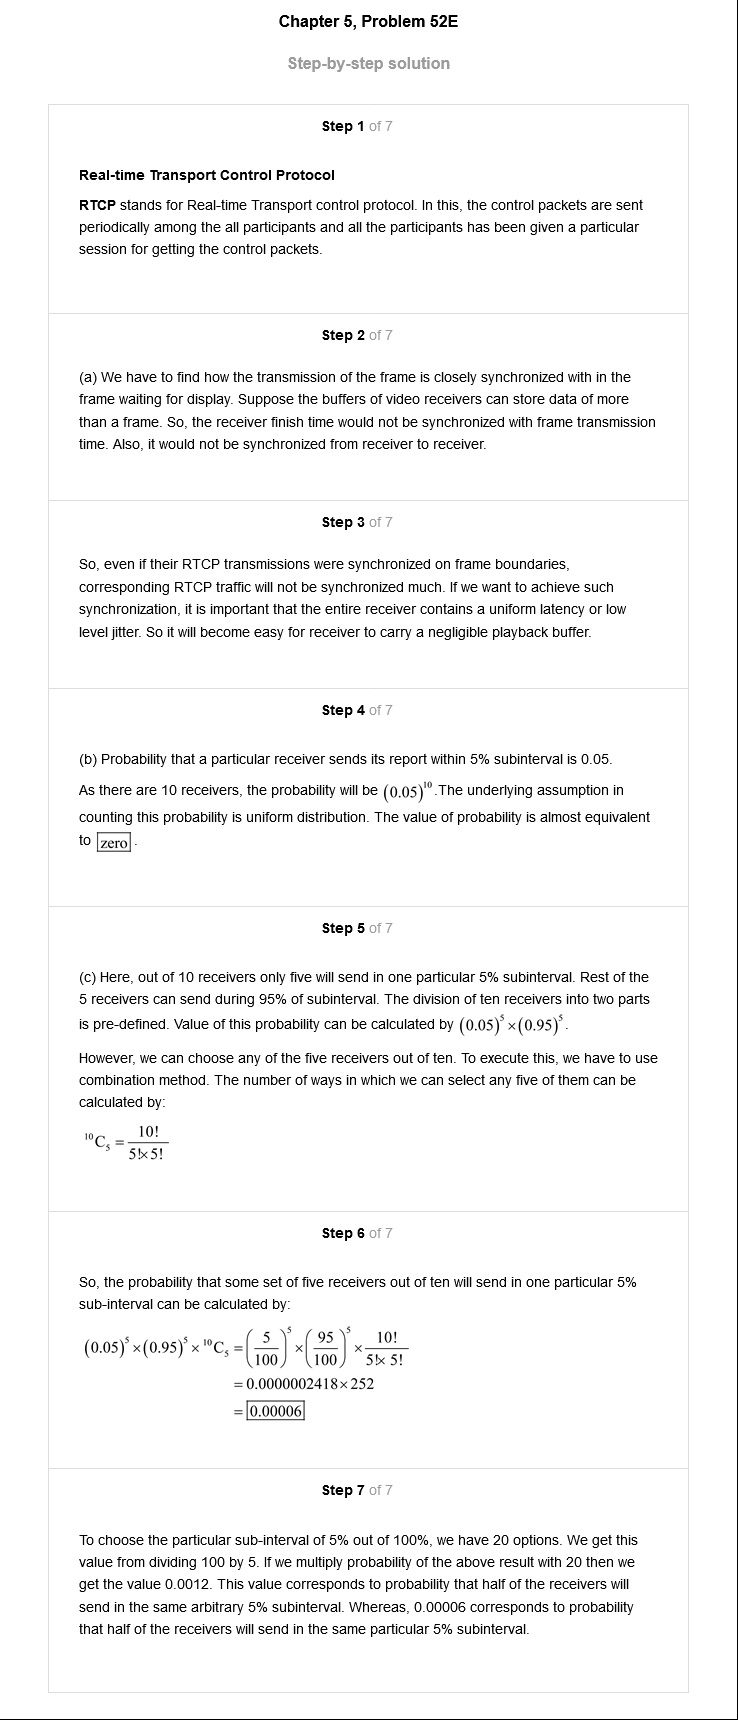 Chapter 5, Problem 52E
Step-by-step solution
Step 1 of 7
Real-time Transport Control Protocol
RTCP stands for Real-time Transport control protocol. In this, the control packets are sent
periodically among the all participants and all the participants has been given a particular
session for getting the control packets.
Step 2 of 7
(a) We have to find how the transmission of the frame is closely synchronized with in the
frame waiting for display. Suppose the buffers of video receivers can store data of more
than a frame. So, the receiver finish time would not be synchronized with frame transmission
time. Also, it would not be synchronized from receiver to receiver.
Step 3 of 7
So, even if their RTCP transmissions were synchronized on frame boundaries,
corresponding RTCP traffic will not be synchronized much. If we want to achieve such
synchronization, it is important that the entire receiver contains a uniform latency or low
level jitter. So it will become easy for receiver to carry a negligible playback buffer.
Step 4 of 7
(b) Probability that a particular receiver sends its report within 5% subinterval is 0.05.
As there are 10 receivers, the probability will be (0.05)^10.The underlying assumption in
counting this probability is uniform distribution. The value of probability is almost equivalent
to zero.
Step 5 of 7
(c) Here, out of 10 receivers only five will send in one particular 5% subinterval. Rest of the
5 receivers can send during 95% of subinterval. The division of ten receivers into two parts
is pre-defined. Value of this probability can be calculated by (0.05)^5×(0.95)^5.
However, we can choose any of the five receivers out of ten. To execute this, we have to use
combination method. The number of ways in which we can select any five of them can be
calculated by:
^10C_5 = 10!/(5!×5!)
Step 6 of 7
So, the probability that some set of five receivers out of ten will send in one particular 5%
sub-interval can be calculated by:
(0.05)^5×(0.95)^5×^10C_5 = (5/100)^5×(95/100)^5×10!/(5!×5!)
= 0.0000002418×252
= 0.00006
Step 7 of 7
To choose the particular sub-interval of 5% out of 100%, we have 20 options. We get this
value from dividing 100 by 5. If we multiply probability of the above result with 20 then we
get the value 0.0012. This value corresponds to probability that half of the receivers will
send in the same arbitrary 5% subinterval. Whereas, 0.00006 corresponds to probability
that half of the receivers will send in the same particular 5% subinterval.